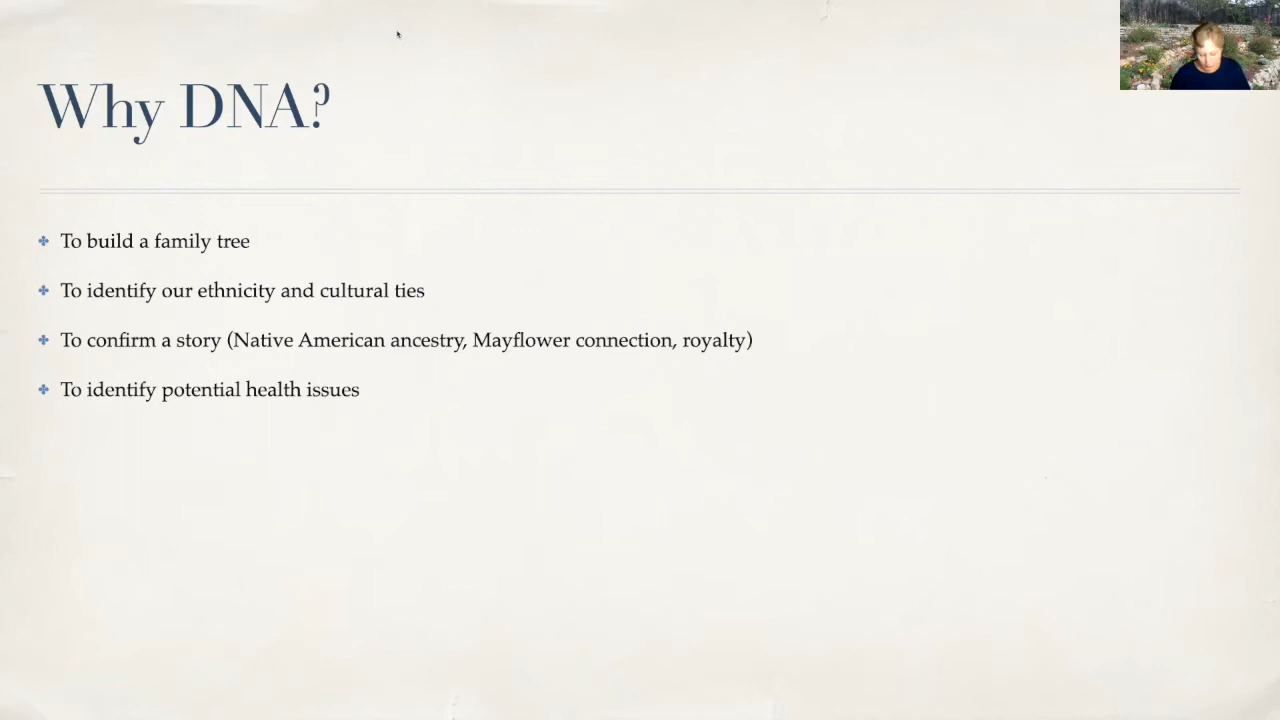 Why DNA?
To build a family tree
To identify our ethnicity and cultural ties
To confirm a story (Native American ancestry, Mayflower connection, royalty)
To identify potential health issues